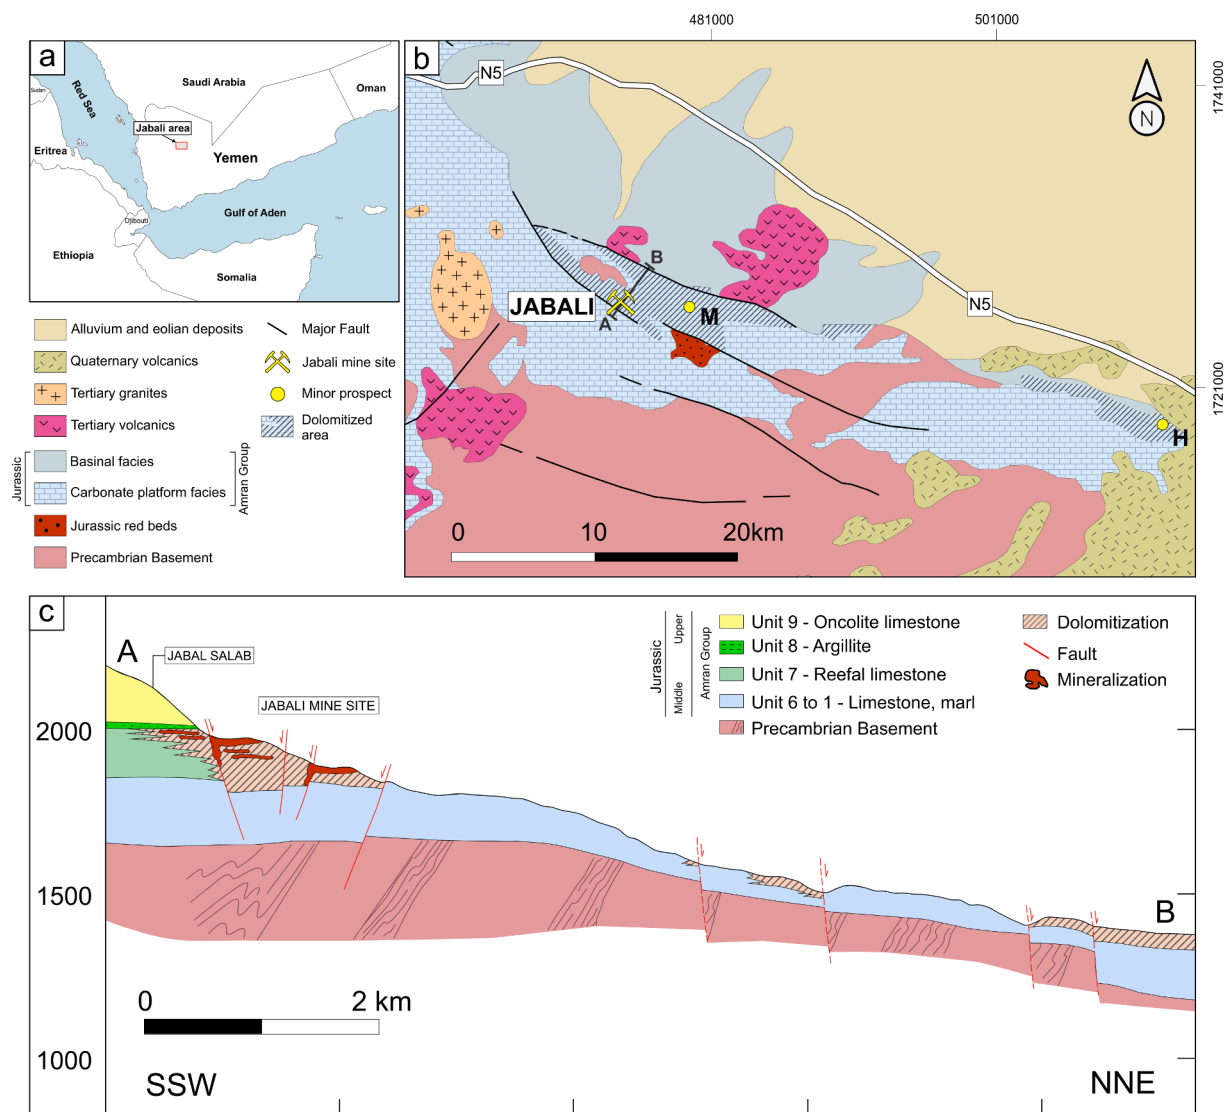 481000
501000
a
Saudi Arabia
Oman
Sudan
Red Sea
Jabali area
Eritrea
Yemen
Djibouti
Gulf of Aden
Ethiopia
Somalia
b
N5
N
1741000
B
JABALI
A
M
N5
1721000
H
0
10
20km
Alluvium and eolian deposits
Quaternary volcanics
Tertiary granites
Tertiary volcanics
Jurassic
Basinal facies
Carbonate platform facies
Amran Group
Jurassic red beds
Precambrian Basement
Major Fault
Jabali mine site
Minor prospect
Dolomitized
area
c
A
JABAL SALAB
JABALI MINE SITE
2000
1500
1000
B
Jurassic
Upper
Middle
Amran Group
Unit 9 - Oncolite limestone
Unit 8 - Argillite
Unit 7 - Reefal limestone
Unit 6 to 1 - Limestone, marl
Precambrian Basement
Dolomitization
Fault
Mineralization
0
2 km
SSW
NNE